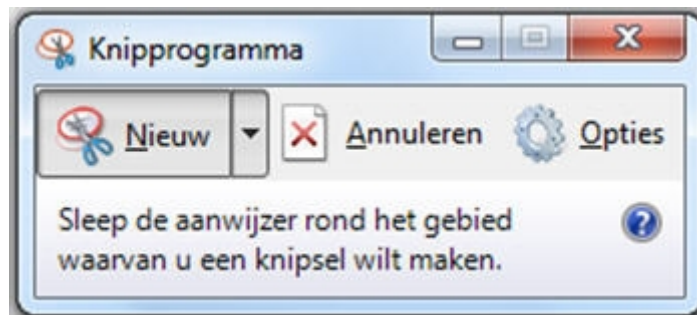 Knipprogramma
Nieuw Annuleren Opties
Sleep de aanwijzer rond het gebied
waarvan u een knipsel wilt maken.